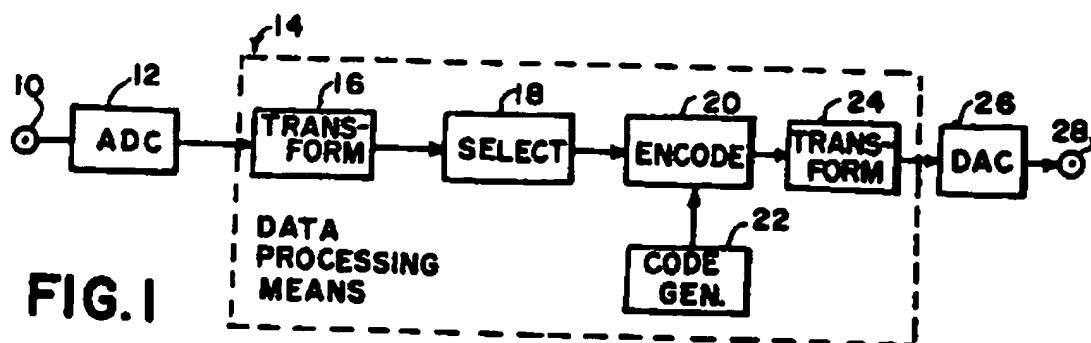 14
10
12
16
18
20
24
26
28
ADC
TRANS-
FORM
SELECT
ENCODE
TRANS-
FORM
DAC
DATA
PROCESSING
MEANS
22
CODE
GEN.
FIG. 1